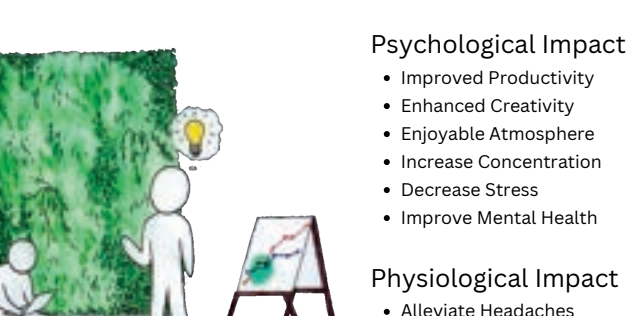 Psychological Impact
• Improved Productivity
• Enhanced Creativity
• Enjoyable Atmosphere
• Increase Concentration
• Decrease Stress
• Improve Mental Health
Physiological Impact
• Alleviate Headaches